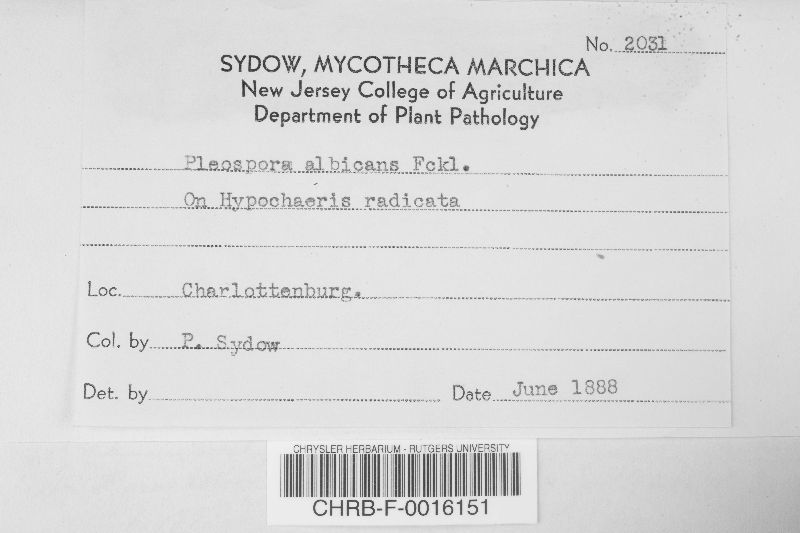 No. 2031
SYDOW, MYCOTHECA MARCHICA
New Jersey College of Agriculture
Department of Plant Pathology
Pleospora albicans Fckl.
On Hypochaeris radicata
Loc. Charlottenburg.
Col. by P. Sydow
Det. by
Date June 1888
CHRYSLER HERBARIUM - RUTGERS UNIVERSITY
CHRB-F-0016151